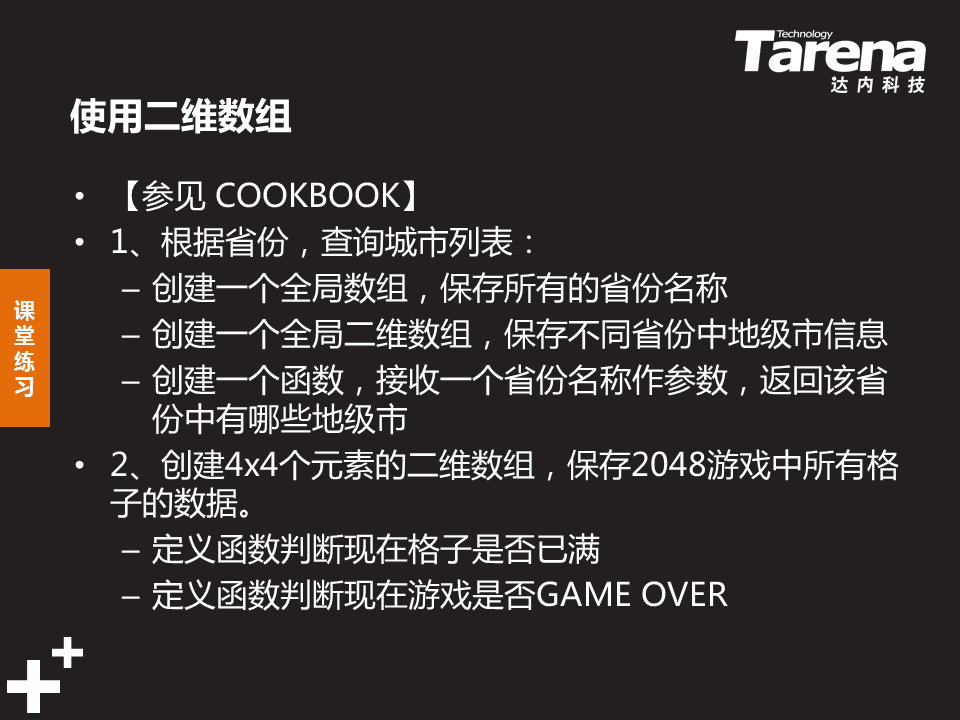 Technology
Tarena
达内科技
使用二维数组
• 【参见 COOKBOOK】
• 1、根据省份，查询城市列表：
– 创建一个全局数组，保存所有的省份名称
– 创建一个全局二维数组，保存不同省份中地级市信息
– 创建一个函数，接收一个省份名称作参数，返回该省
份中有哪些地级市
• 2、创建4x4个元素的二维数组，保存2048游戏中所有格
子的数据。
– 定义函数判断现在格子是否已满
– 定义函数判断现在游戏是否GAME OVER
课
堂
练
习